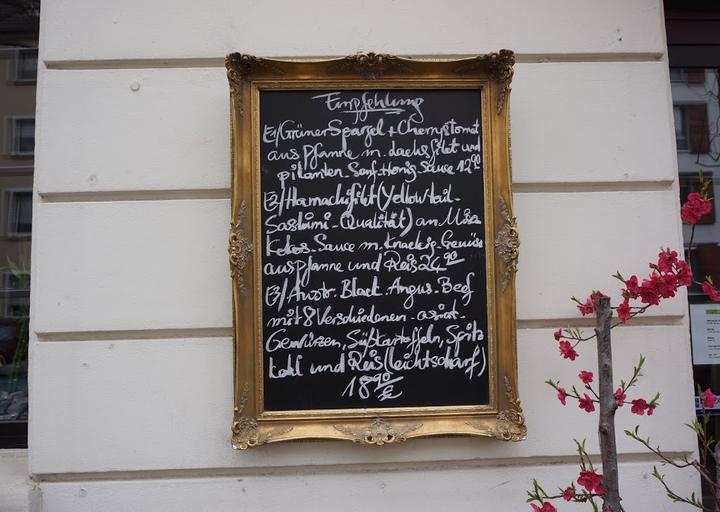 Empfehlung
E1/Grüner Spargel + Cherrytomat
aus Pfanne m. dachsfilet und
pikanten Senf-Honig Sauce 12,90
E2/Hamachifilet (Yellowtail-
Sashimi-Qualität) an Miso
Kokos-Sauce m. Knackig-Gemüse
aus Pfanne und Reis 24,90
E3/Austr. Black-Angus-Beef
mit 8 Verschiedenen-asiat-
Gewürzen, Süßkartoffeln, Spitz
kohl und Reis (leichtscharf)
18,90/€